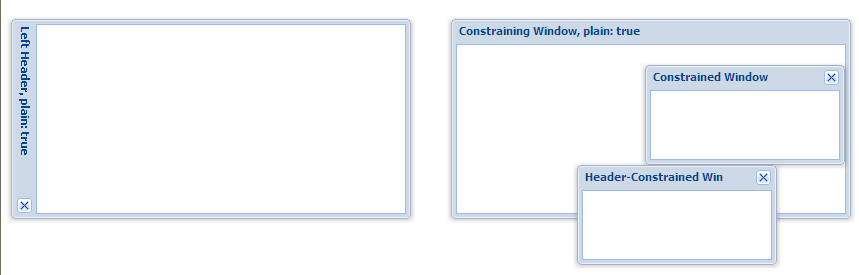 Left Header, plain: true
Constraining Window, plain: true
Constrained Window
Header-Constrained Win